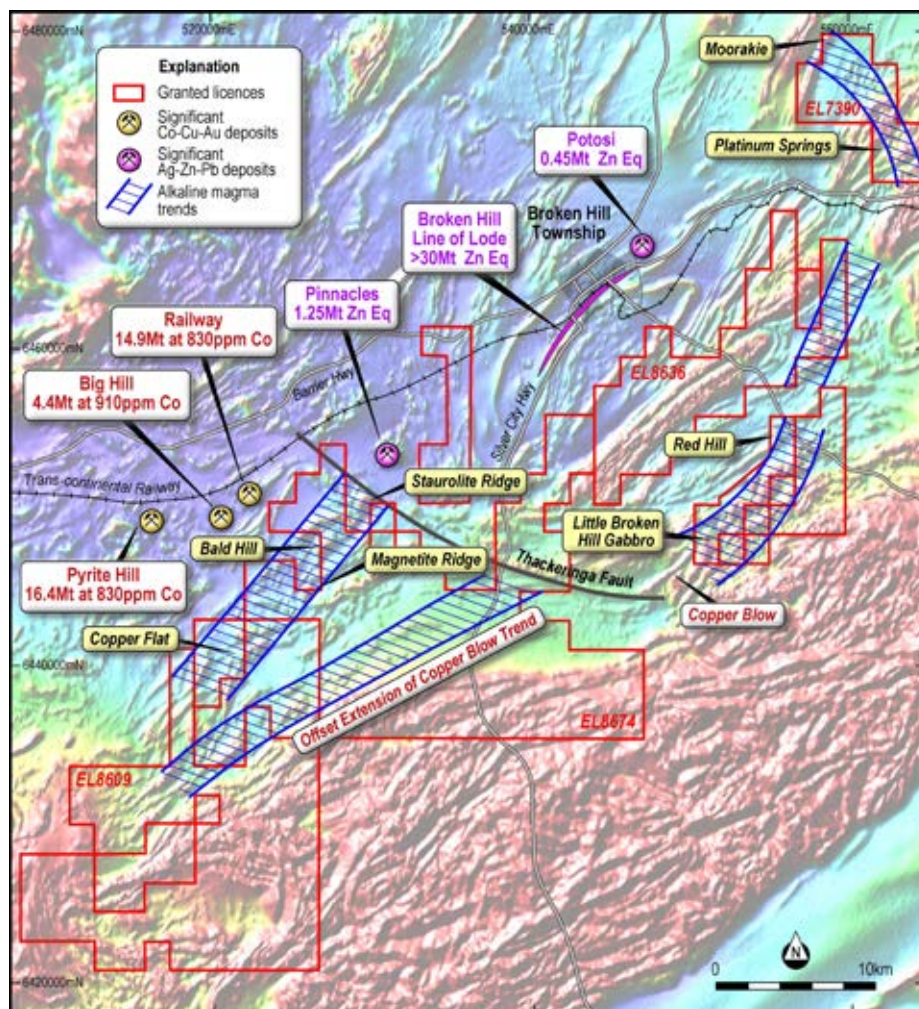 6480000mN
520000mE
540000mE
560000mE
Explanation
Granted licences
Significant
Co-Cu-Au deposits
Significant
Ag-Zn-Pb deposits
Alkaline magma
trends
Moorakie
EL7390
Platinum Springs
Potosi
0.45Mt Zn Eq
Broken Hill
Line of Lode
>30Mt Zn Eq
Broken Hill
Township
Pinnacles
1.25Mt Zn Eq
Railway
14.9Mt at 830ppm Co
6460000mN
Big Hill
4.4Mt at 910ppm Co
Barrier Hwy
Silver City Hwy
EL8636
Red Hill
Trans-continental Railway
Staurolite Ridge
Little Broken
Hill Gabbro
Bald Hill
Magnetite Ridge
Thackeringa Fault
Pyrite Hill
16.4Mt at 830ppm Co
Copper Blow
Copper Flat
6440000mN
Offset Extension of Copper Blow Trend
EL8674
EL8609
N
0
10km
6420000mN